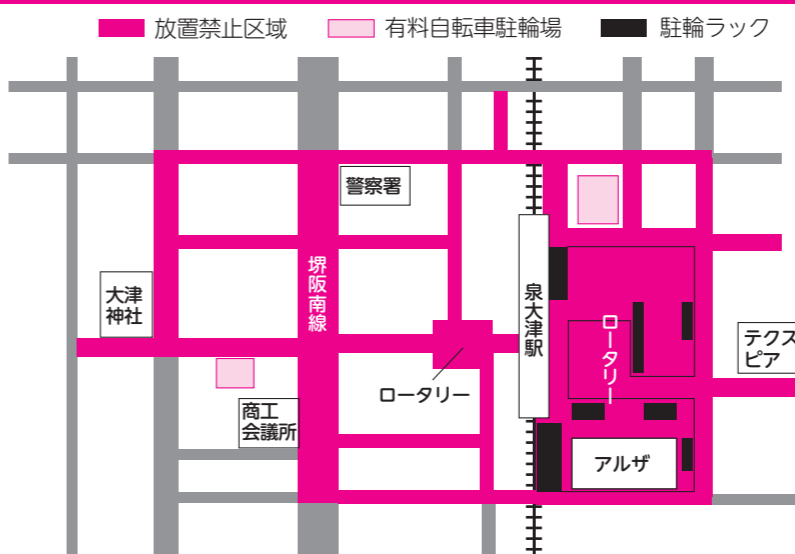 放置禁止区域
有料自転車駐輪場
駐輪ラック
警察署
堺阪南線
大津
神社
泉大津駅
ロータリー
テクス
ピア
ロータリー
商工
会議所
アルザ